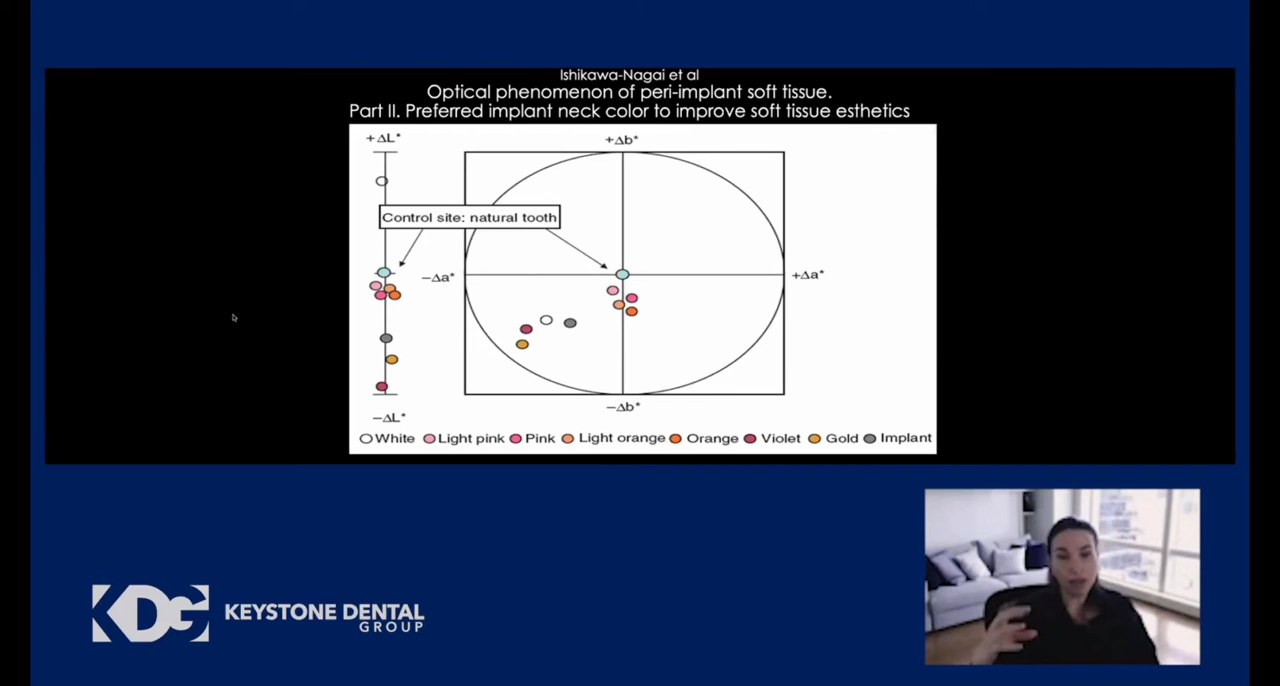 Ishikawa-Nagai et al
Optical phenomenon of peri-implant soft tissue.
Part II. Preferred implant neck color to improve soft tissue esthetics
+ΔL*
+Δb*
Control site: natural tooth
−Δa*
+Δa*
−ΔL*
−Δb*
White Light pink Pink Light orange Orange Violet Gold Implant
KDG KEYSTONE DENTAL
GROUP